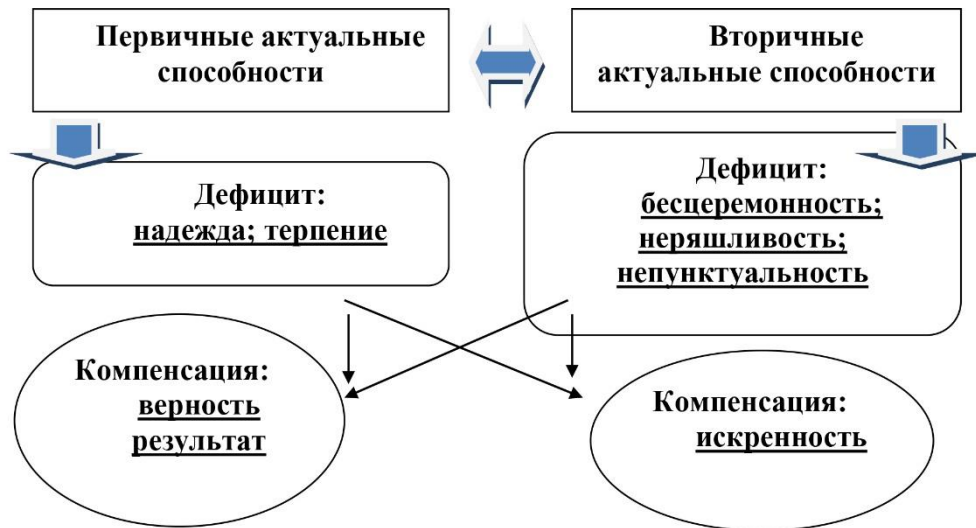 Первичные актуальные
способности
Вторичные
актуальные способности
Дефицит:
надежда; терпение
Дефицит:
бесцеремонность;
неряшливость;
непунктуальность
Компенсация:
верность
результат
Компенсация:
искренность